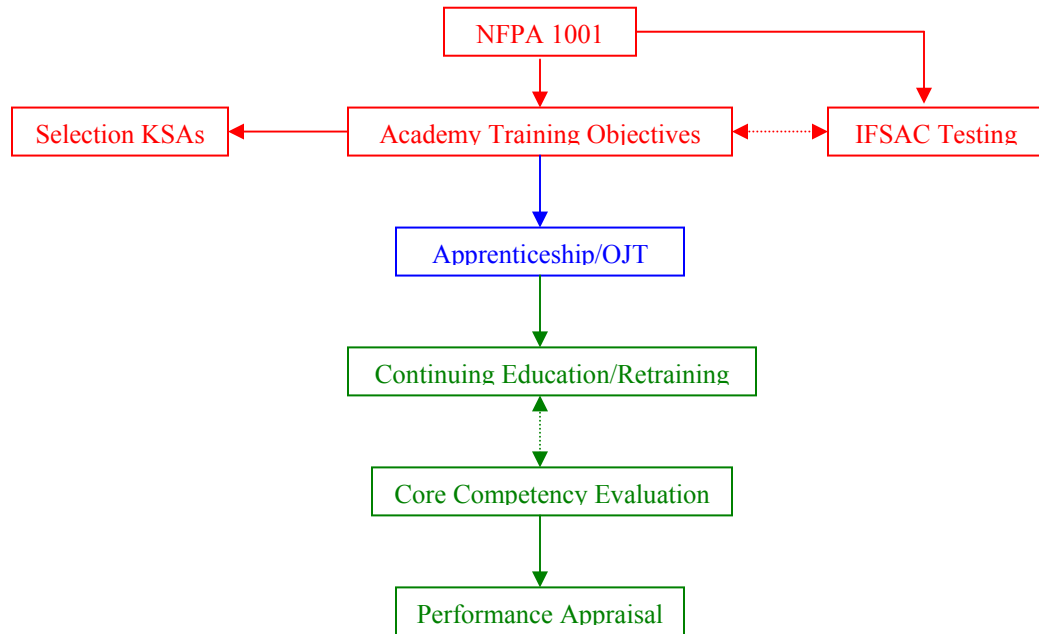 NFPA 1001
Selection KSAs
Academy Training Objectives
IFSAC Testing
Apprenticeship/OJT
Continuing Education/Retraining
Core Competency Evaluation
Performance Appraisal